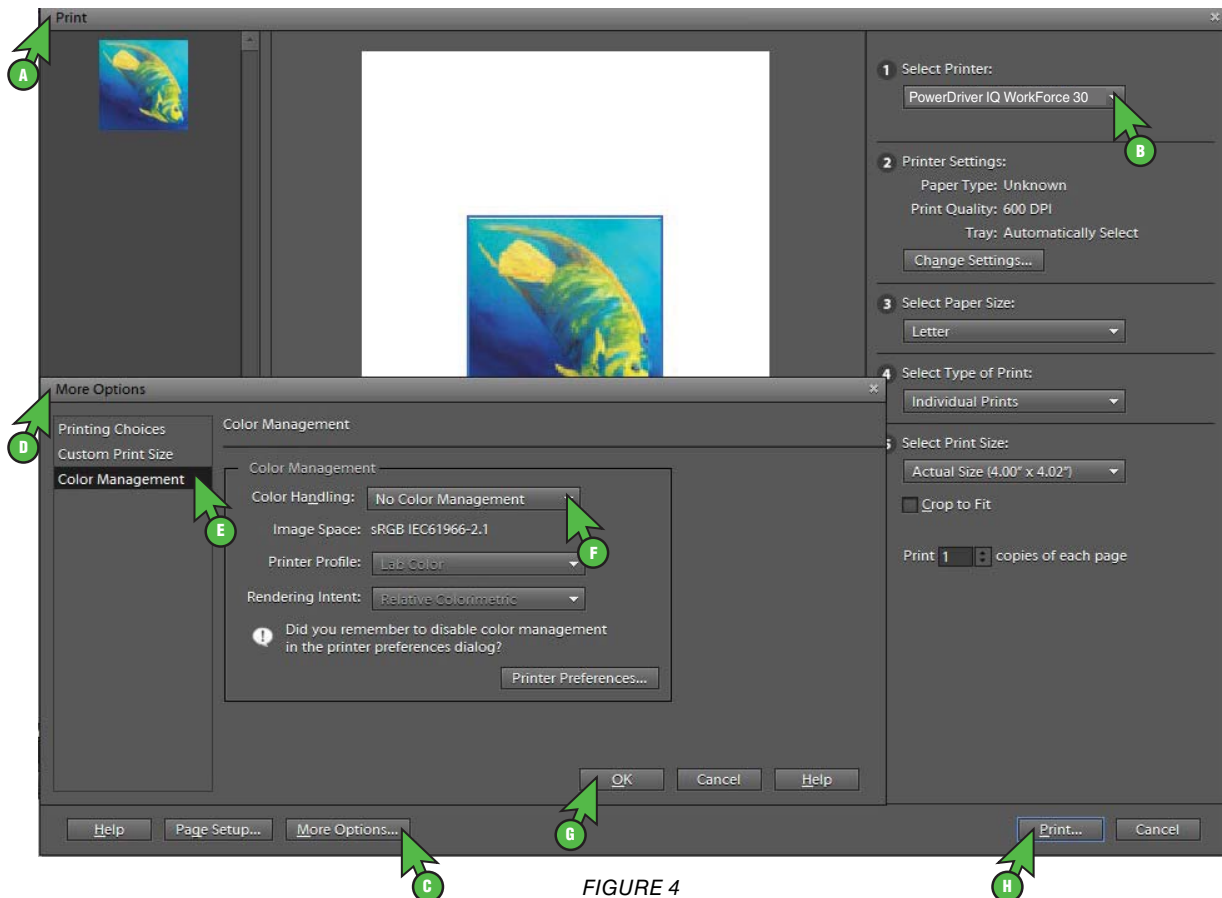 Print
A
1 Select Printer:
PowerDriver IQ WorkForce 30
B
2 Printer Settings:
Paper Type: Unknown
Print Quality: 600 DPI
Tray: Automatically Select
Change Settings...
3 Select Paper Size:
Letter
4 Select Type of Print:
Individual Prints
5 Select Print Size:
Actual Size (4.00" x 4.02")
Crop to Fit
Print 1 copies of each page
More Options
D
Printing Choices
Custom Print Size
Color Management
E
Color Management
Color Management
Color Handling: No Color Management
F
Image Space: sRGB IEC61966-2.1
Printer Profile: Lab Color
Rendering Intent: Relative Colorimetric
Did you remember to disable color management
in the printer preferences dialog?
Printer Preferences...
OK Cancel Help
G
Help Page Setup... More Options...
C
Print... Cancel
H
FIGURE 4